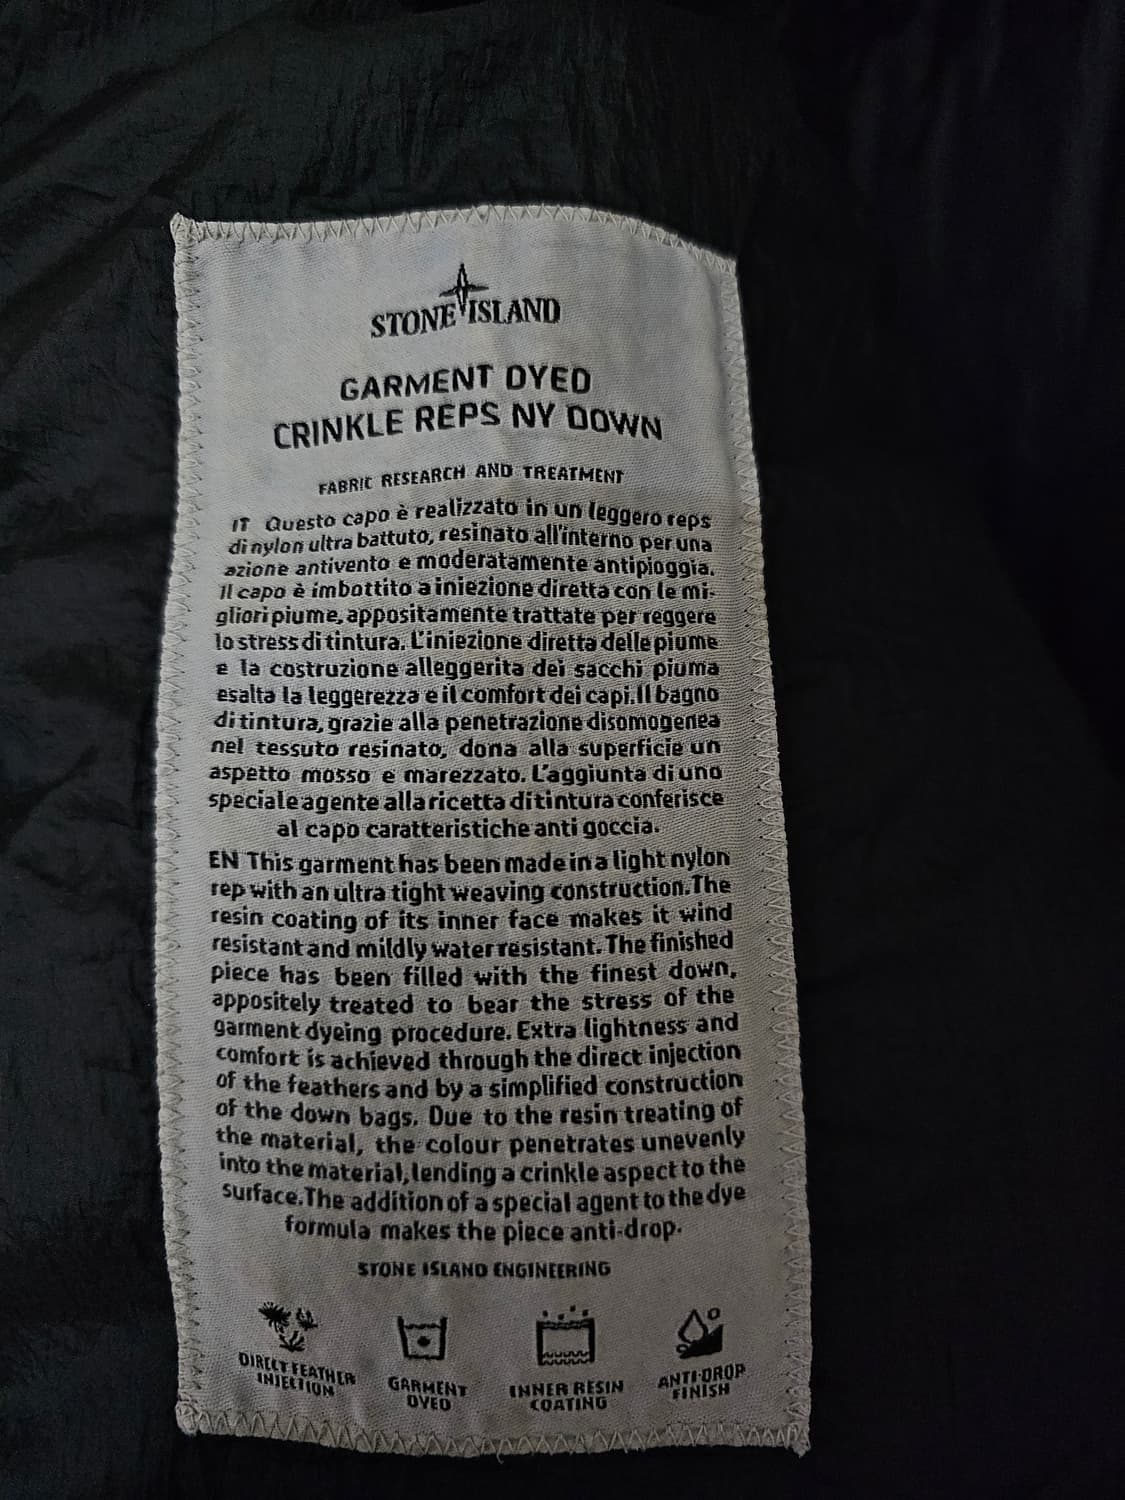 STONE ISLAND
GARMENT DYED
CRINKLE REPS NY DOWN
FABRIC RESEARCH AND TREATMENT
IT Questo capo è realizzato in un leggero reps
di nylon ultra battuto, resinato all'interno per una
azione antivento e moderatamente antipioggia.
Il capo è imbottito a iniezione diretta con le mi-
gliori piume, appositamente trattate per reggere
lo stress di tintura. L'iniezione diretta delle piume
e la costruzione alleggerita dei sacchi piuma
esalta la leggerezza e il comfort dei capi. Il bagno
di tintura, grazie alla penetrazione disomogenea
nel tessuto resinato, dona alla superficie un
aspetto mosso e marezzato. L'aggiunta di uno
speciale agente alla ricetta di tintura conferisce
al capo caratteristiche anti goccia.
EN This garment has been made in a light nylon
rep with an ultra tight weaving construction. The
resin coating of its inner face makes it wind
resistant and mildly water resistant. The finished
piece has been filled with the finest down,
appositely treated to bear the stress of the
garment dyeing procedure. Extra lightness and
comfort is achieved through the direct injection
of the feathers and by a simplified construction
of the down bags. Due to the resin treating of
the material, the colour penetrates unevenly
into the material, lending a crinkle aspect to the
surface. The addition of a special agent to the dye
formula makes the piece anti-drop.
STONE ISLAND ENGINEERING
DIRECT FEATHER
INJECTION
GARMENT
DYED
INNER RESIN
COATING
ANTI-DROP
FINISH